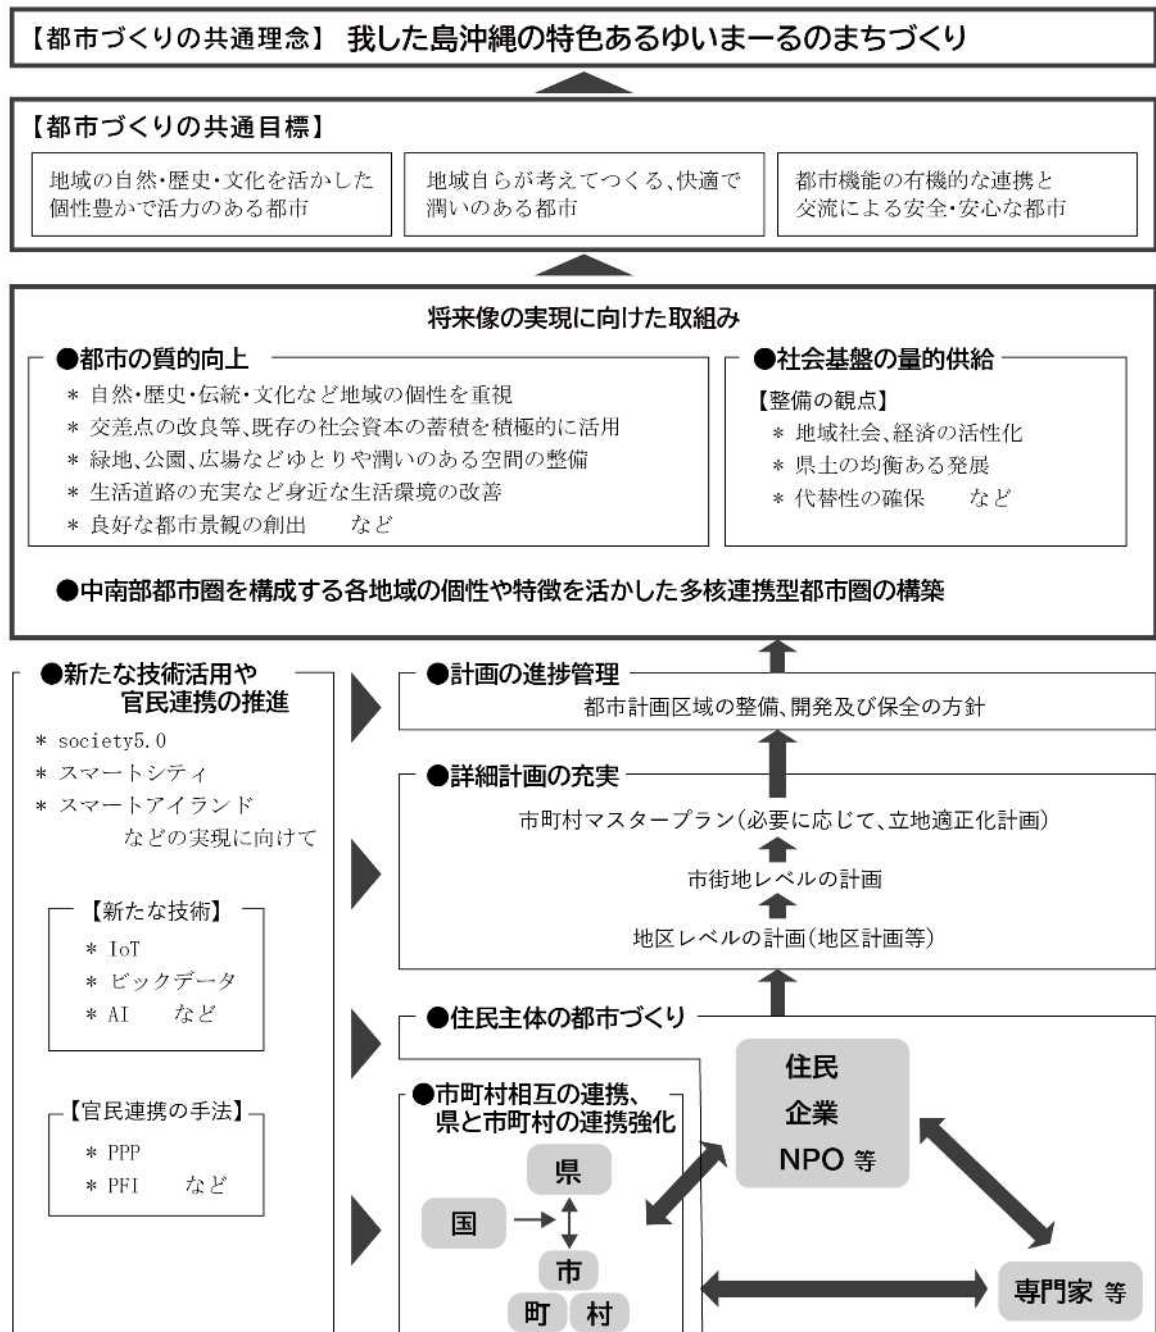 【都市づくりの共通理念】 我した島沖縄の特色あるゆいまーるのまちづくり
【都市づくりの共通目標】
地域の自然・歴史・文化を活かした
個性豊かで活力のある都市
地域自らが考えてつくる、快適で
潤いのある都市
都市機能の有機的な連携と
交流による安全・安心な都市
将来像の実現に向けた取組み
●都市の質的向上
* 自然・歴史・伝統・文化など地域の個性を重視
* 交差点の改良等、既存の社会資本の蓄積を積極的に活用
* 緑地、公園、広場などゆとりや潤いのある空間の整備
* 生活道路の充実など身近な生活環境の改善
* 良好な都市景観の創出 など
●社会基盤の量的供給
【整備の観点】
* 地域社会、経済の活性化
* 県土の均衡ある発展
* 代替性の確保 など
●中南部都市圏を構成する各地域の個性や特徴を活かした多核連携型都市圏の構築
●新たな技術活用や
官民連携の推進
* society5.0
* スマートシティ
* スマートアイランド
などの実現に向けて
【新たな技術】
* IoT
* ビックデータ
* AI など
【官民連携の手法】
* PPP
* PFI など
●計画の進捗管理
都市計画区域の整備、開発及び保全の方針
●詳細計画の充実
市町村マスタープラン(必要に応じて、立地適正化計画)
市街地レベルの計画
地区レベルの計画(地区計画等)
●住民主体の都市づくり
●市町村相互の連携、
県と市町村の連携強化
県
国
市
町 村
住民
企業
NPO 等
専門家 等